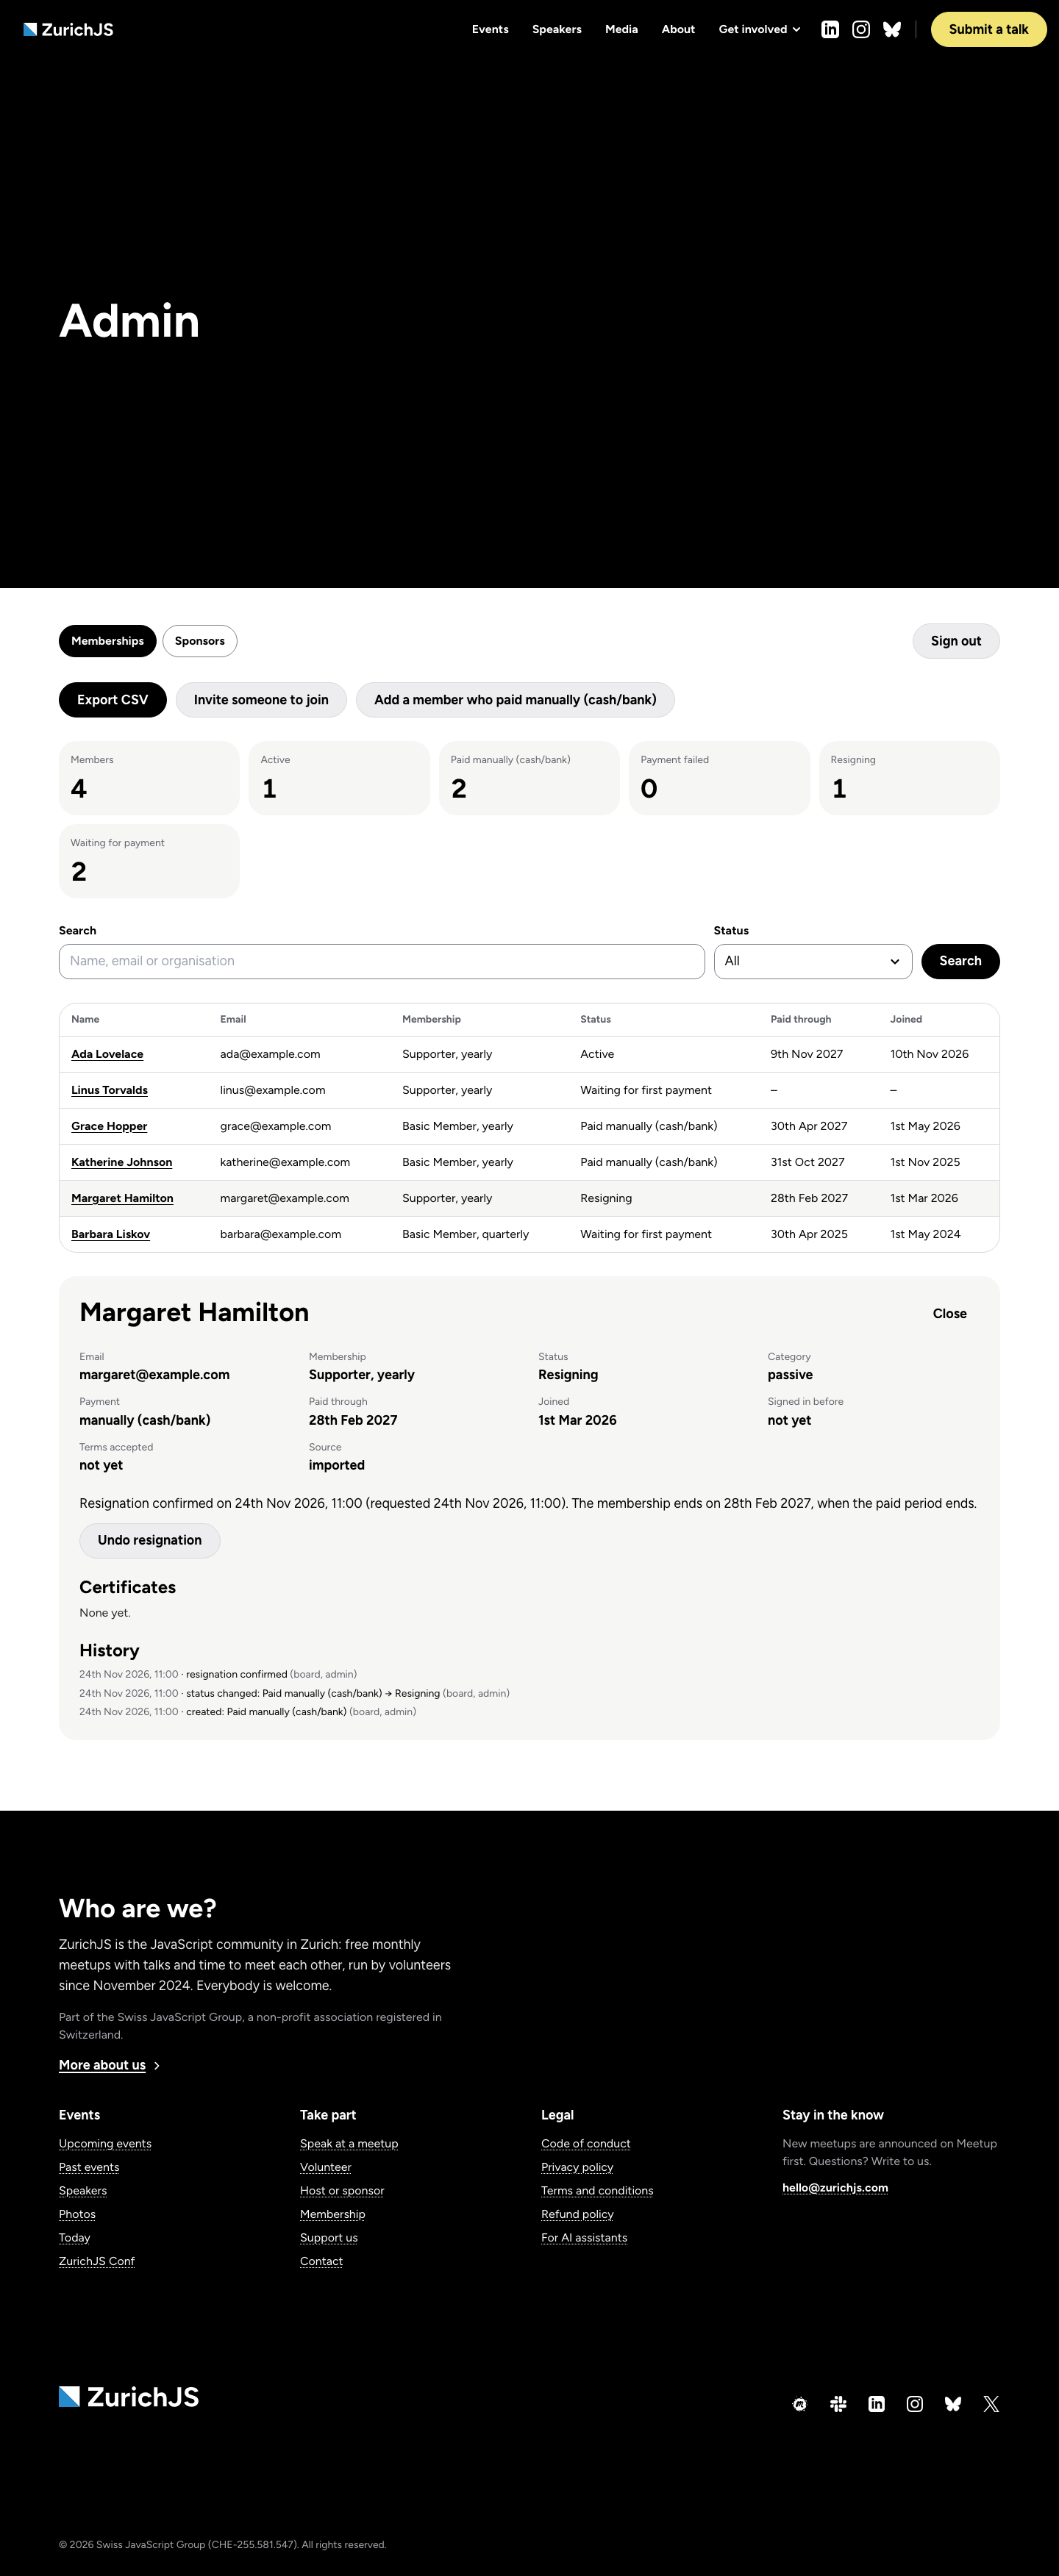 ZurichJS
Events Speakers Media About Get involved Submit a talk
Admin
Memberships Sponsors Sign out
Export CSV Invite someone to join Add a member who paid manually (cash/bank)
Members Active Paid manually (cash/bank) Payment failed Resigning
4 1 2 0 1
Waiting for payment
2
Search Status
Name, email or organisation All Search
Name Email Membership Status Paid through Joined
Ada Lovelace ada@example.com Supporter, yearly Active 9th Nov 2027 10th Nov 2026
Linus Torvalds linus@example.com Supporter, yearly Waiting for first payment – –
Grace Hopper grace@example.com Basic Member, yearly Paid manually (cash/bank) 30th Apr 2027 1st May 2026
Katherine Johnson katherine@example.com Basic Member, yearly Paid manually (cash/bank) 31st Oct 2027 1st Nov 2025
Margaret Hamilton margaret@example.com Supporter, yearly Resigning 28th Feb 2027 1st Mar 2026
Barbara Liskov barbara@example.com Basic Member, quarterly Waiting for first payment 30th Apr 2025 1st May 2024
Margaret Hamilton Close
Email Membership Status Category
margaret@example.com Supporter, yearly Resigning passive
Payment Paid through Joined Signed in before
manually (cash/bank) 28th Feb 2027 1st Mar 2026 not yet
Terms accepted Source
not yet imported
Resignation confirmed on 24th Nov 2026, 11:00 (requested 24th Nov 2026, 11:00). The membership ends on 28th Feb 2027, when the paid period ends.
Undo resignation
Certificates
None yet.
History
24th Nov 2026, 11:00 · resignation confirmed (board, admin)
24th Nov 2026, 11:00 · status changed: Paid manually (cash/bank) → Resigning (board, admin)
24th Nov 2026, 11:00 · created: Paid manually (cash/bank) (board, admin)
Who are we?
ZurichJS is the JavaScript community in Zurich: free monthly
meetups with talks and time to meet each other, run by volunteers
since November 2024. Everybody is welcome.
Part of the Swiss JavaScript Group, a non-profit association registered in
Switzerland.
More about us
Events
Upcoming events
Past events
Speakers
Photos
Today
ZurichJS Conf
Take part
Speak at a meetup
Volunteer
Host or sponsor
Membership
Support us
Contact
Legal
Code of conduct
Privacy policy
Terms and conditions
Refund policy
For AI assistants
Stay in the know
New meetups are announced on Meetup
first. Questions? Write to us.
hello@zurichjs.com
ZurichJS
© 2026 Swiss JavaScript Group (CHE-255.581.547). All rights reserved.